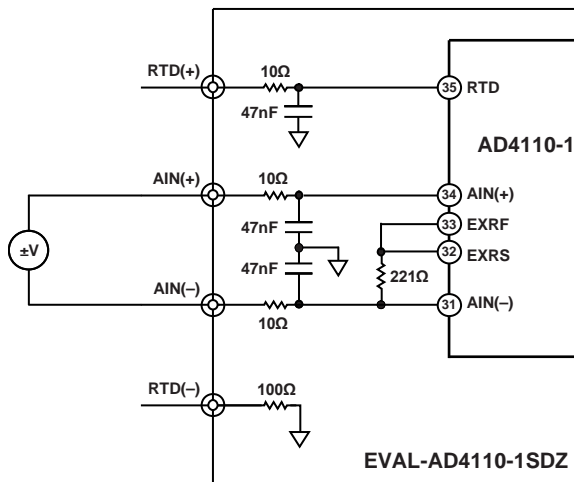 RTD(+)
10Ω
35
RTD
47nF
AD4110-1
AIN(+)
10Ω
34
AIN(+)
47nF
33
EXRF
±V
32
EXRS
47nF
221Ω
AIN(–)
31
AIN(–)
10Ω
RTD(–)
100Ω
EVAL-AD4110-1SDZ